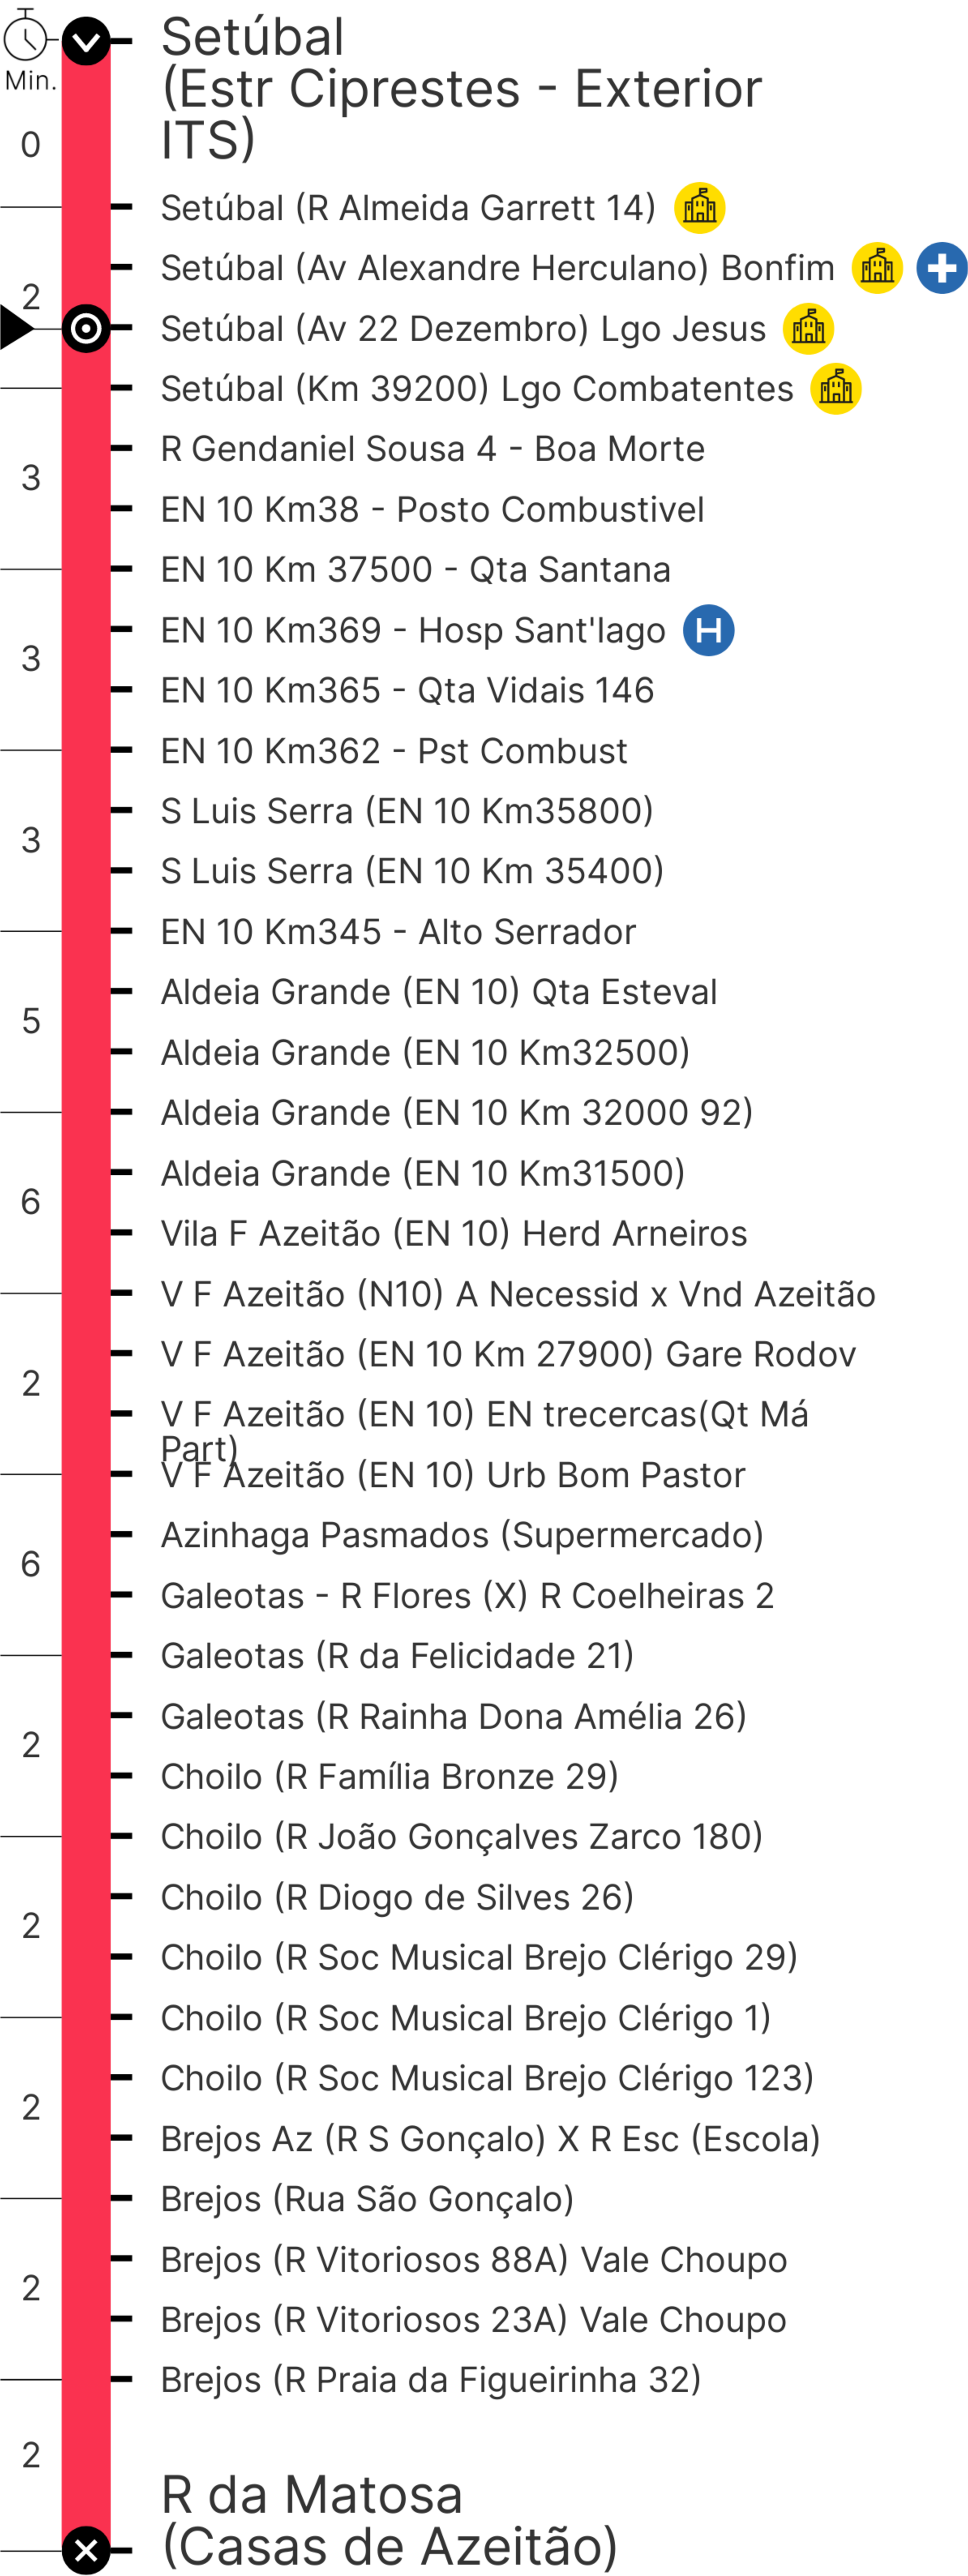 Setúbal
(Estr Ciprestes - Exterior
ITS)
Min.
0
Setúbal (R Almeida Garrett 14)
Setúbal (Av Alexandre Herculano) Bonfim
2
Setúbal (Av 22 Dezembro) Lgo Jesus
Setúbal (Km 39200) Lgo Combatentes
R Gendaniel Sousa 4 - Boa Morte
3
EN 10 Km38 - Posto Combustivel
EN 10 Km 37500 - Qta Santana
EN 10 Km369 - Hosp Sant'Iago H
3
EN 10 Km365 - Qta Vidais 146
EN 10 Km362 - Pst Combust
S Luis Serra (EN 10 Km35800)
3
S Luis Serra (EN 10 Km 35400)
EN 10 Km345 - Alto Serrador
Aldeia Grande (EN 10) Qta Esteval
5
Aldeia Grande (EN 10 Km32500)
Aldeia Grande (EN 10 Km 32000 92)
Aldeia Grande (EN 10 Km31500)
6
Vila F Azeitão (EN 10) Herd Arneiros
V F Azeitão (N10) A Necessid x Vnd Azeitão
V F Azeitão (EN 10 Km 27900) Gare Rodov
2
V F Azeitão (EN 10) EN trecercas(Qt Má
Part)
V F Azeitão (EN 10) Urb Bom Pastor
Azinhaga Pasmados (Supermercado)
6
Galeotas - R Flores (X) R Coelheiras 2
Galeotas (R da Felicidade 21)
Galeotas (R Rainha Dona Amélia 26)
2
Choilo (R Família Bronze 29)
Choilo (R João Gonçalves Zarco 180)
Choilo (R Diogo de Silves 26)
2
Choilo (R Soc Musical Brejo Clérigo 29)
Choilo (R Soc Musical Brejo Clérigo 1)
Choilo (R Soc Musical Brejo Clérigo 123)
2
Brejos Az (R S Gonçalo) X R Esc (Escola)
Brejos (Rua São Gonçalo)
Brejos (R Vitoriosos 88A) Vale Choupo
2
Brejos (R Vitoriosos 23A) Vale Choupo
Brejos (R Praia da Figueirinha 32)
2
R da Matosa
(Casas de Azeitão)